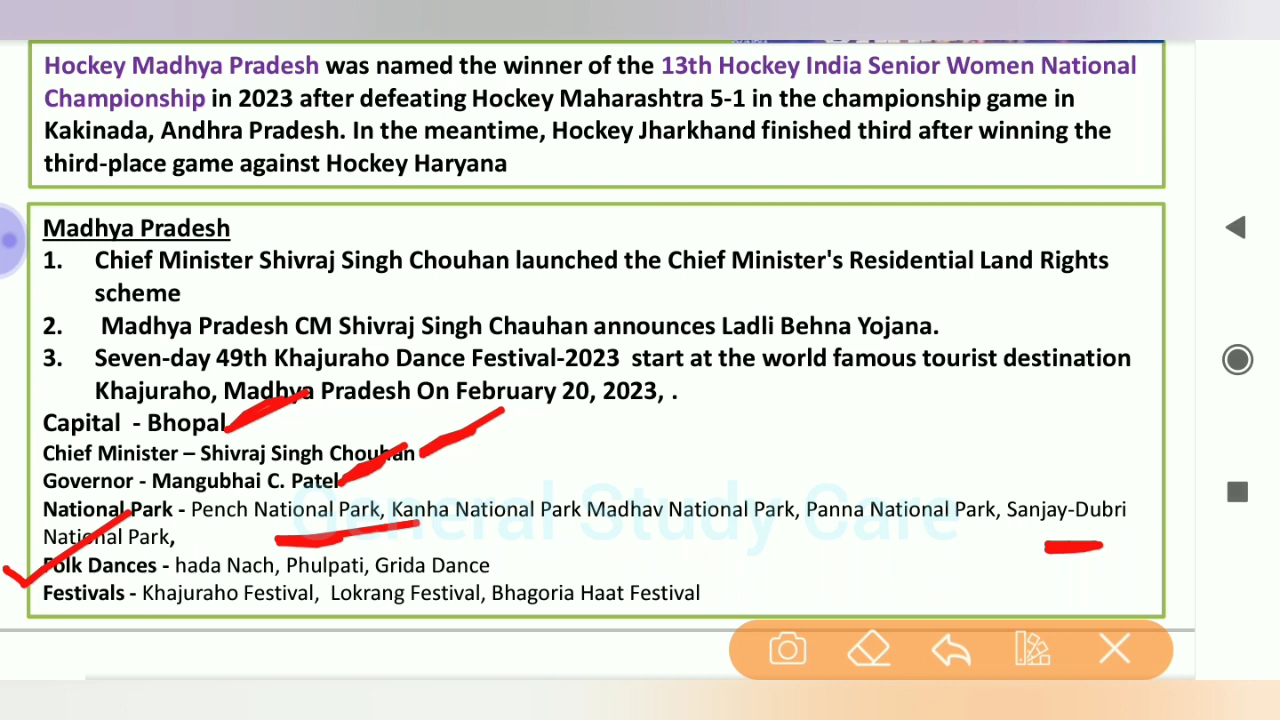 Hockey Madhya Pradesh was named the winner of the 13th Hockey India Senior Women National
Championship in 2023 after defeating Hockey Maharashtra 5-1 in the championship game in
Kakinada, Andhra Pradesh. In the meantime, Hockey Jharkhand finished third after winning the
third-place game against Hockey Haryana
Madhya Pradesh
1. Chief Minister Shivraj Singh Chouhan launched the Chief Minister's Residential Land Rights
scheme
2. Madhya Pradesh CM Shivraj Singh Chauhan announces Ladli Behna Yojana.
3. Seven-day 49th Khajuraho Dance Festival-2023 start at the world famous tourist destination
Khajuraho, Madhya Pradesh On February 20, 2023, .
Capital - Bhopal
Chief Minister – Shivraj Singh Chouhan
Governor - Mangubhai C. Patel
National Park - Pench National Park, Kanha National Park Madhav National Park, Panna National Park, Sanjay-Dubri
National Park,
Folk Dances - hada Nach, Phulpati, Grida Dance
Festivals - Khajuraho Festival, Lokrang Festival, Bhagoria Haat Festival
General Study Care